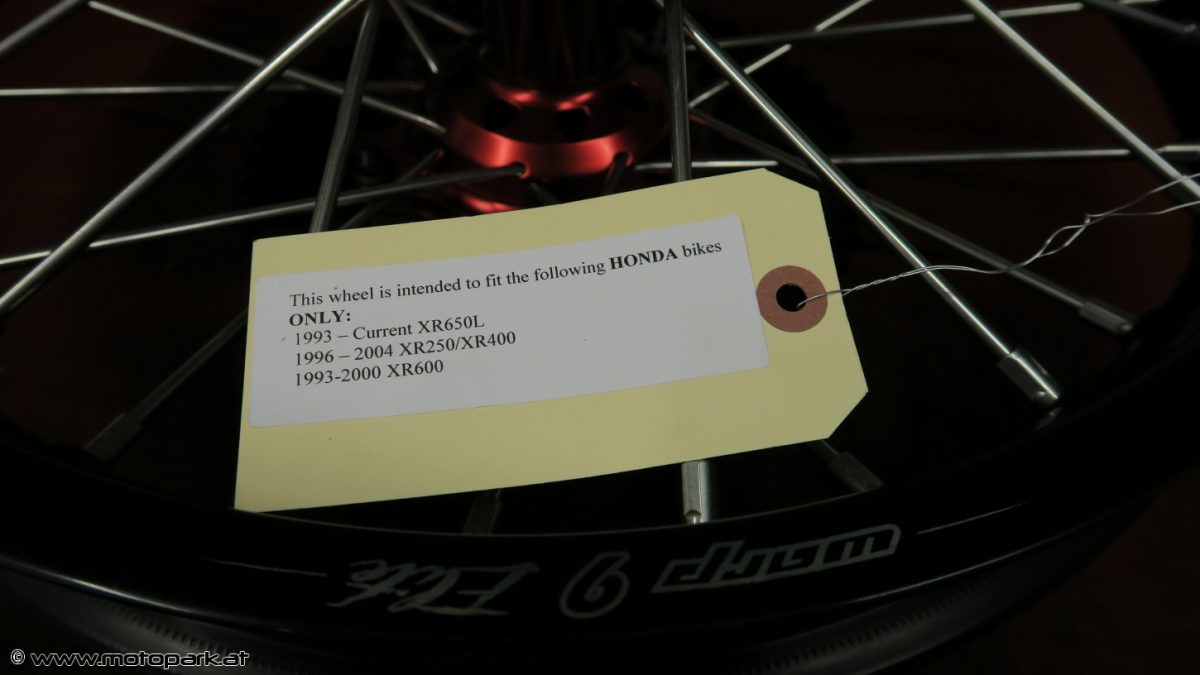 This wheel is intended to fit the following HONDA bikes
ONLY:
1993 – Current XR650L
1996 – 2004 XR250/XR400
1993-2000 XR600
warp 9 Elite
© www.motopark.at